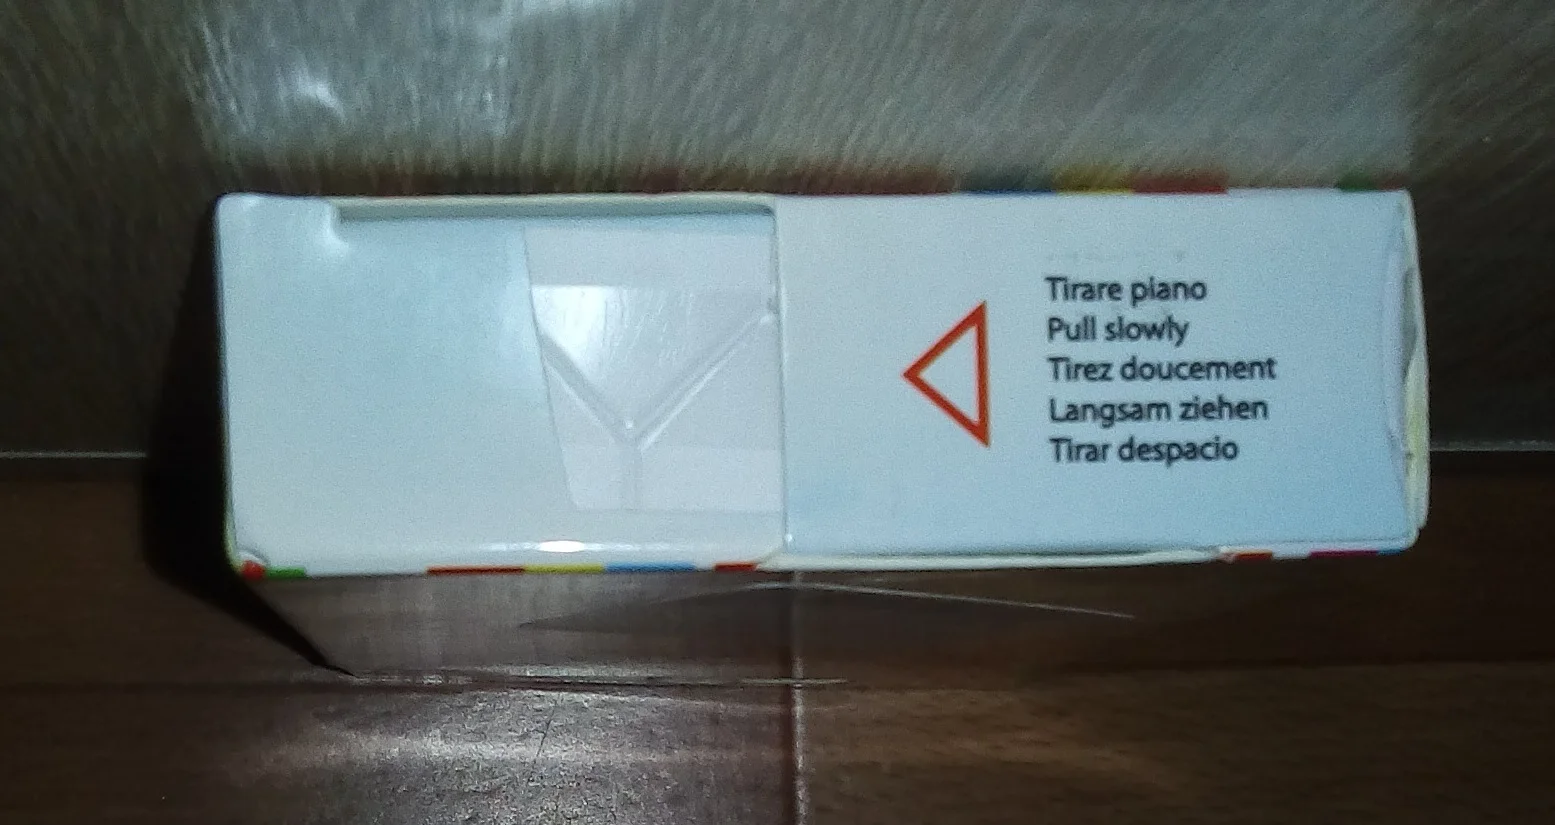 Tirare piano
Pull slowly
Tirez doucement
Langsam ziehen
Tirar despacio